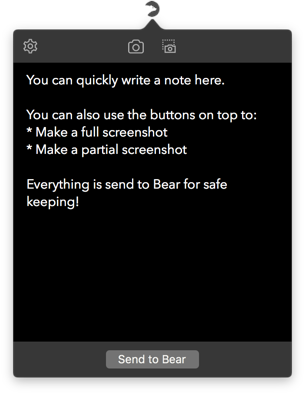 You can quickly write a note here.
You can also use the buttons on top to:
* Make a full screenshot
* Make a partial screenshot
Everything is send to Bear for safe
keeping!
Send to Bear